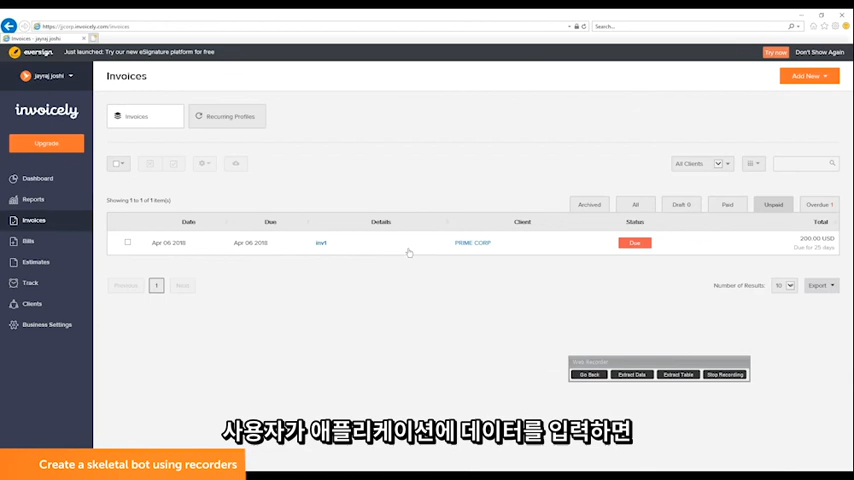 https://jjcorp.invoicely.com/invoices
Search...
Invoices - jayraj joshi
eversign
Just launched: Try our new eSignature platform for free
Try now
Don't Show Again
jayraj joshi
Invoices
Add New
invoicely
Invoices
Recurring Profiles
Upgrade
All Clients
Dashboard
Reports
Invoices
Bills
Estimates
Track
Clients
Business Settings
Showing 1 to 1 of 1 item(s)
Archived
All
Draft 0
Paid
Unpaid
Overdue 1
Date
Due
Details
Client
Status
Total
Apr 06 2018
Apr 06 2018
inv1
PRIME CORP
Due
200.00 USD
Due for 25 days
Previous
1
Next
Number of Results:
10
Export
Web Recorder
Go Back
Extract Data
Extract Table
Stop Recording
사용자가 애플리케이션에 데이터를 입력하면
Create a skeletal bot using recorders